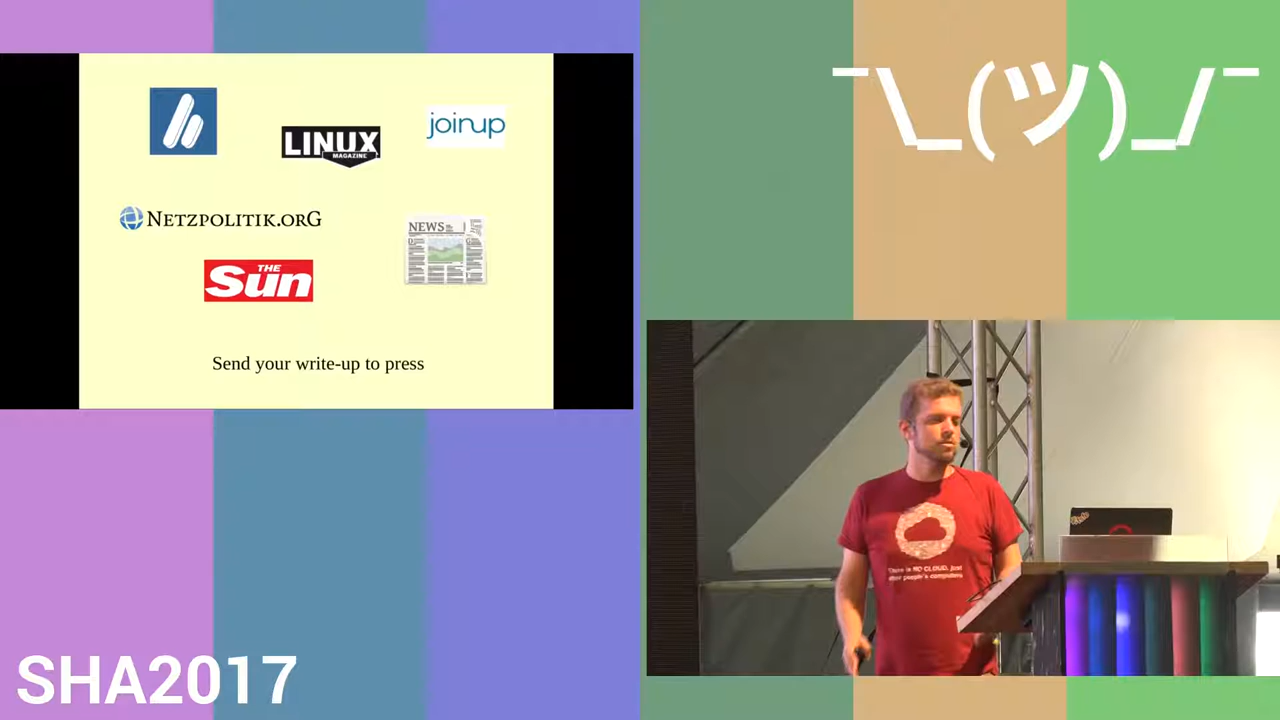 LINUX
MAGAZINE
joinup
NETZPOLITIK.ORG
NEWS
THE
Sun
Send your write-up to press
¯\_(ツ)_/¯
There is NO CLOUD, just
other people's computers
SHA2017